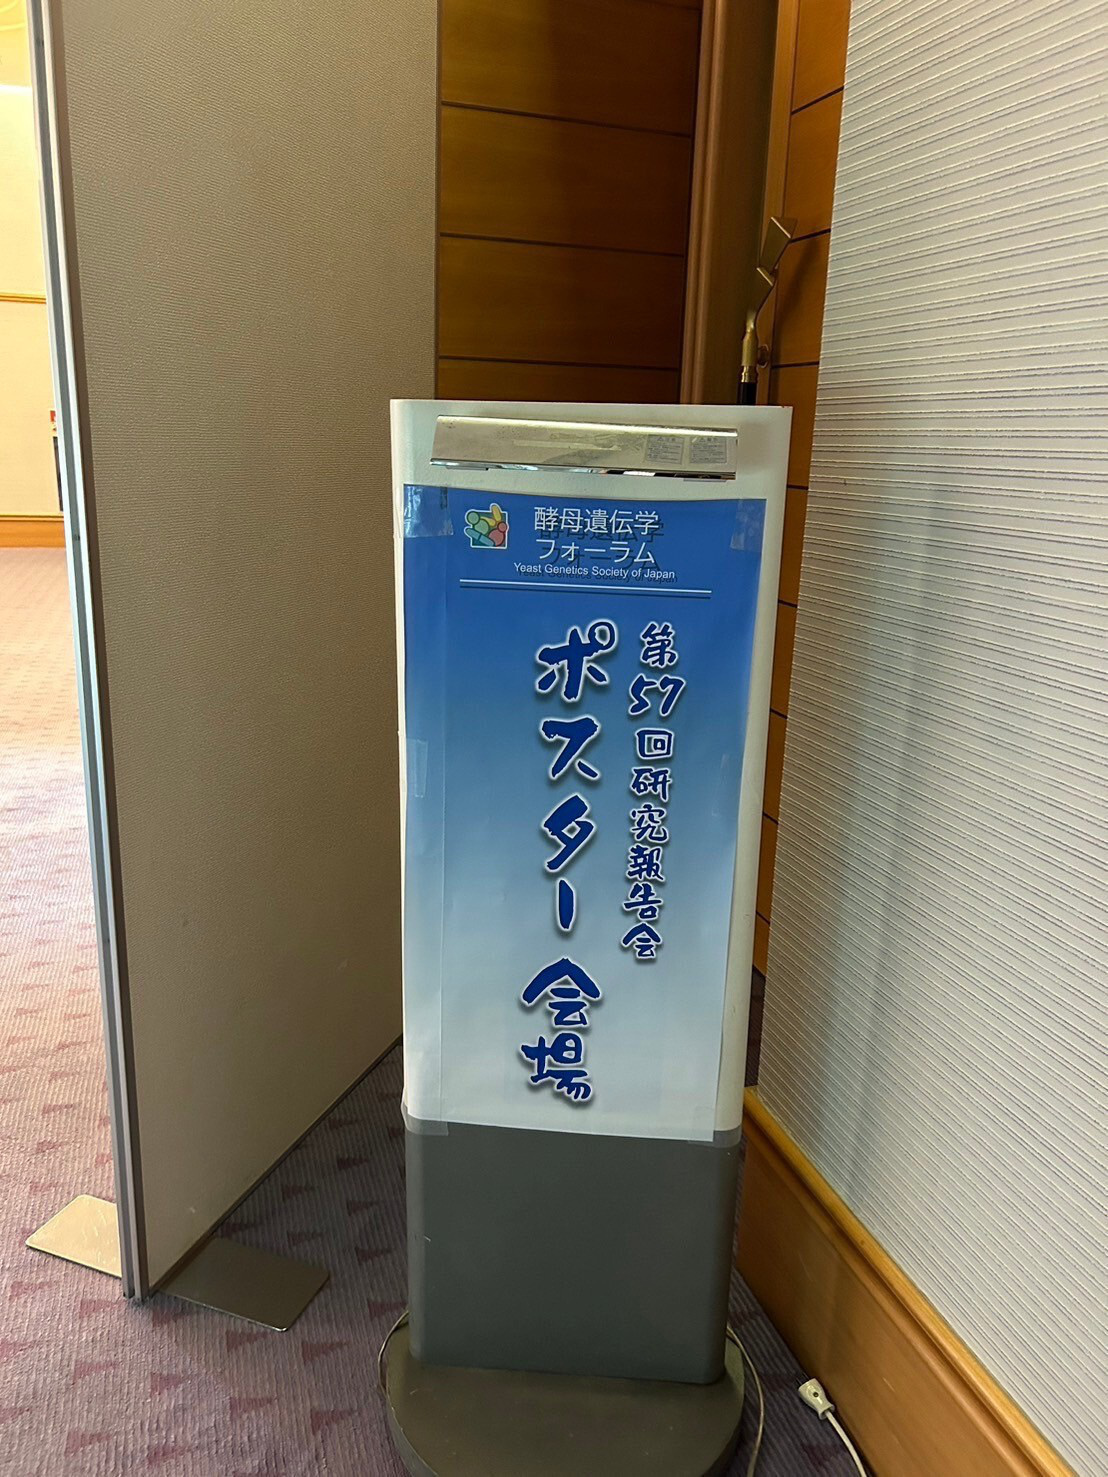 酵母遺伝学
フォーラム
Yeast Genetics Society of Japan
第57回研究報告会
ポスター会場